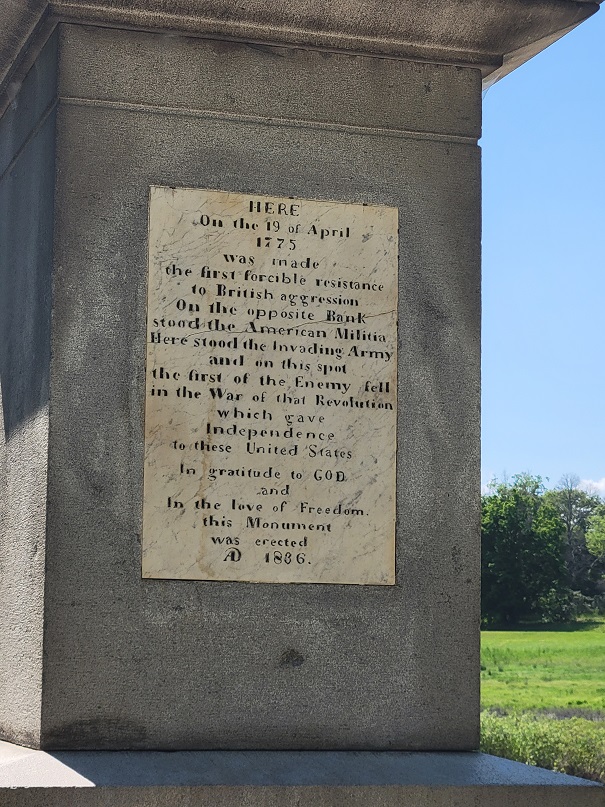 HERE
On the 19 of April
1775
was made
the first forcible resistance
to British aggression
On the opposite Bank
stood the American Militia
Here stood the Invading Army
and on this spot
the first of the Enemy fell
in the War of that Revolution
which gave
Independence
to these United States
In gratitude to GOD
and
In the love of Freedom
this Monument
was erected
AD 1836.